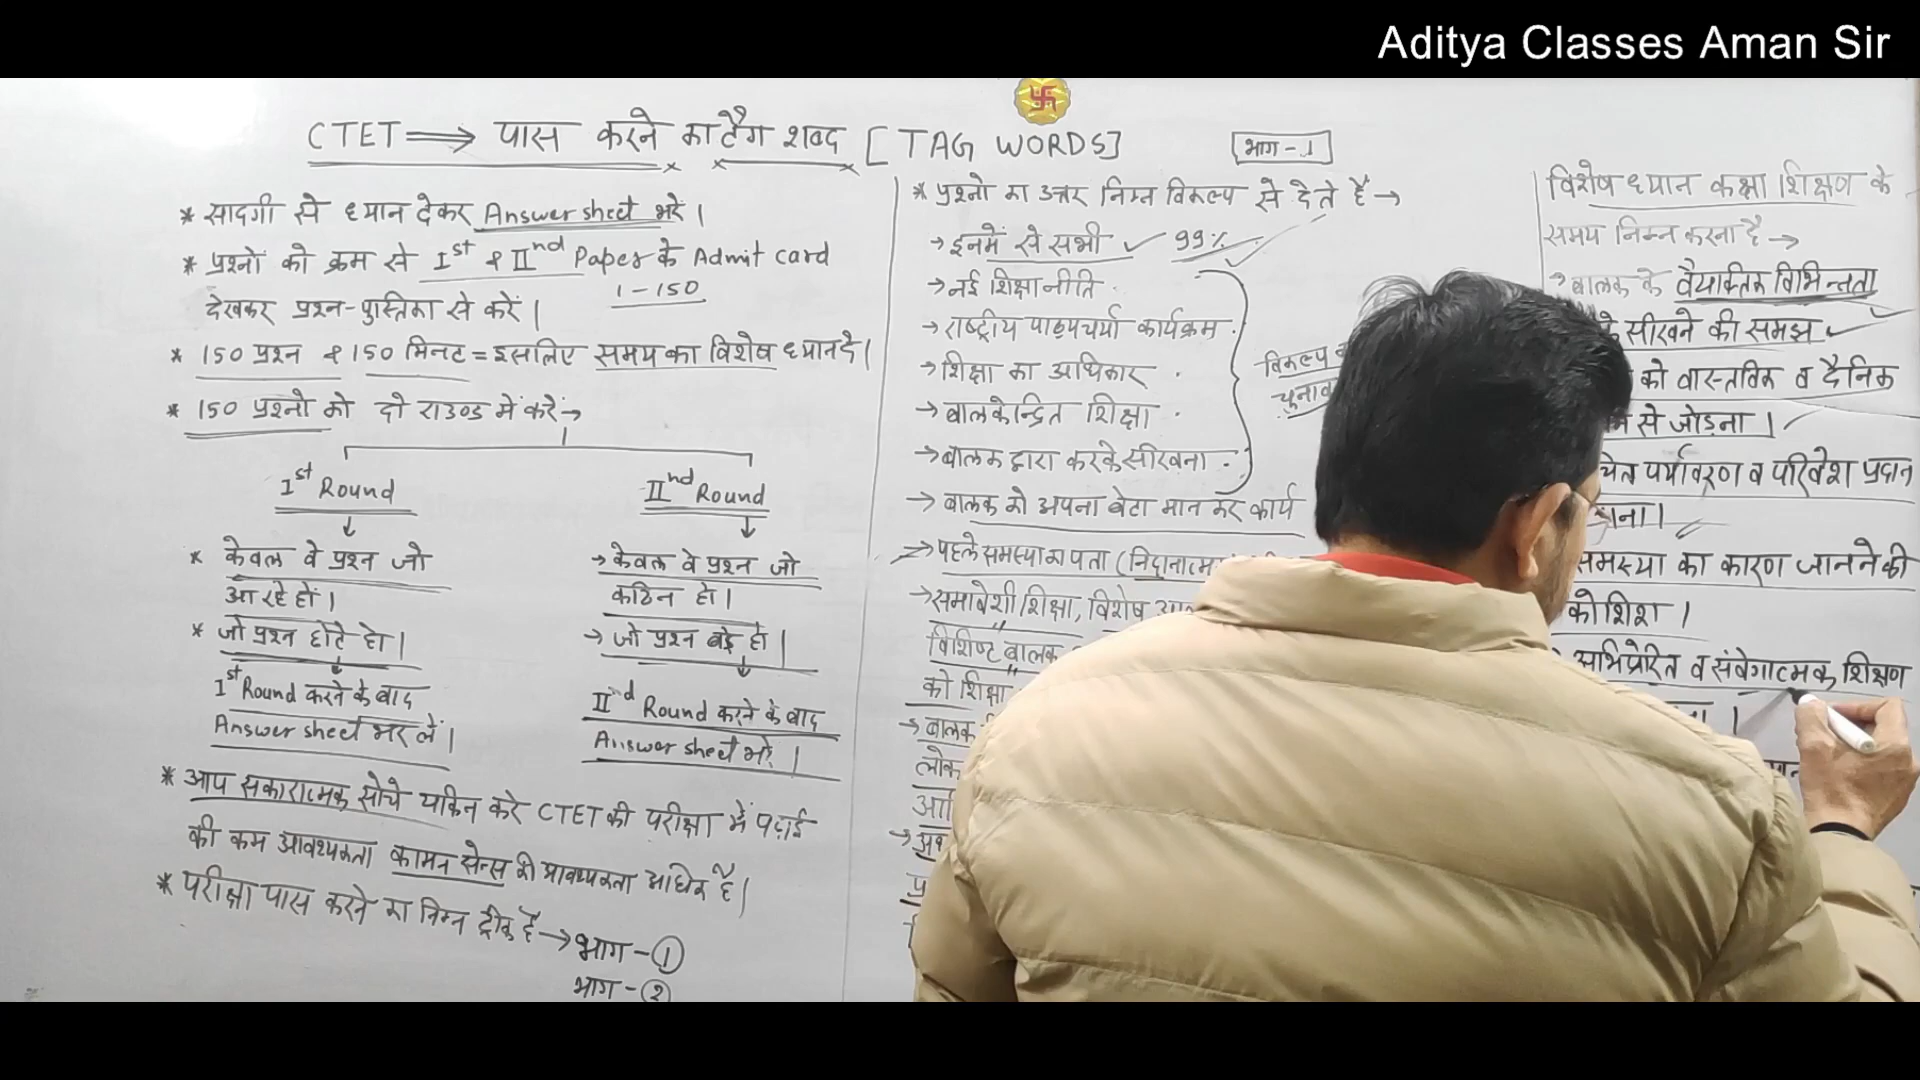 Aditya Classes Aman Sir
CTET ⟹ पास करने का टैग शब्द [TAG WORDS]
भाग-1
* सादगी से ध्यान देकर Answer sheet भरें।
* प्रश्नों को क्रम से Ist & IInd Paper के Admit card
देखकर प्रश्न-पुस्तिका से करें।
1-150
* 150 प्रश्न & 150 मिनट = इसलिए समय का विशेष ध्यान दें।
* 150 प्रश्नो को दो राउण्ड में करें→
Ist Round
* केवल वे प्रश्न जो
आ रहे हों।
* जो प्रश्न छोटे हो।
Ist Round करने के बाद
Answer sheet भर लें।
IInd Round
→ केवल वे प्रश्न जो
कठिन हो।
→ जो प्रश्न बड़े हो।
IInd Round करने के बाद
Answer sheet भरे।
* आप सकारात्मक सोचे यकिन करे CTET की परीक्षा में पढ़ाई
की कम आवश्यकता कामन सेन्स की आवश्यकता अधिक है।
* परीक्षा पास करने का निम्न ट्रीक है → भाग-①
भाग-②
* प्रश्नो का उत्तर निम्न विकल्प से देते हैं →
→ इनमें से सभी ✓ 99%
→ नई शिक्षा नीति
→ राष्ट्रीय पाठ्यचर्या कार्यक्रम
→ शिक्षा का अधिकार
→ बालकेन्द्रित शिक्षा
→ बालक द्वारा करके सीखना
विकल्प
→ बालक को अपना बेटा मान कर कार्य
→ पहले समस्या का पता (निदानात्म
→ समावेशी शिक्षा, विशेष
विशिष्ट बालक
को शिक्षा
→ बालक
लोक
विशेष ध्यान कक्षा शिक्षण के
समय निम्न करना है →
→ बालक के वैयक्तिक विभिन्नता
के सीखने की समझ
को वास्तविक व दैनिक
से जोड़ना।
पर्यावरण व परिवेश प्रदान
समस्या का कारण जानने की
कोशिश।
अभिप्रेरित व संवेगात्मक शिक्षण